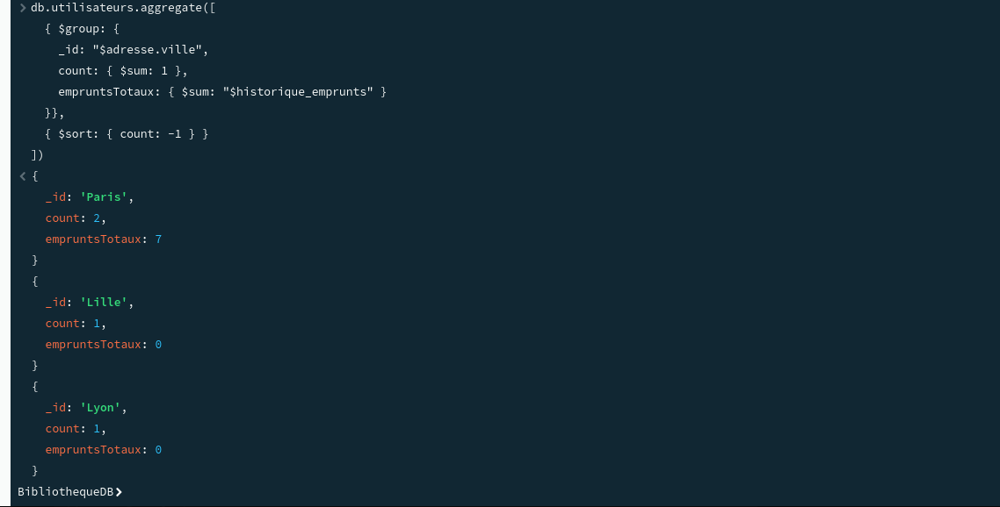 > db.utilisateurs.aggregate([
{ $group: {
_id: "$adresse.ville",
count: { $sum: 1 },
empruntsTotaux: { $sum: "$historique_emprunts" }
}},
{ $sort: { count: -1 } }
])
< {
_id: 'Paris',
count: 2,
empruntsTotaux: 7
}
{
_id: 'Lille',
count: 1,
empruntsTotaux: 0
}
{
_id: 'Lyon',
count: 1,
empruntsTotaux: 0
}
BibliothequeDB>